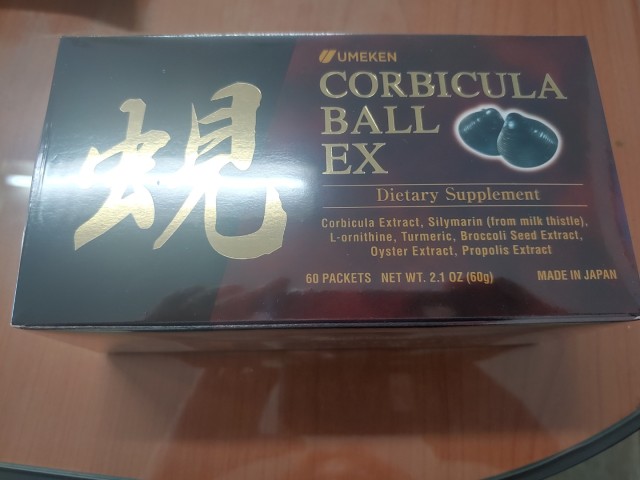 UMEKEN
CORBICULA
BALL
EX
蜆
Dietary Supplement
Corbicula Extract, Silymarin (from milk thistle),
L-ornithine, Turmeric, Broccoli Seed Extract,
Oyster Extract, Propolis Extract
60 PACKETS NET WT. 2.1 OZ (60g) MADE IN JAPAN